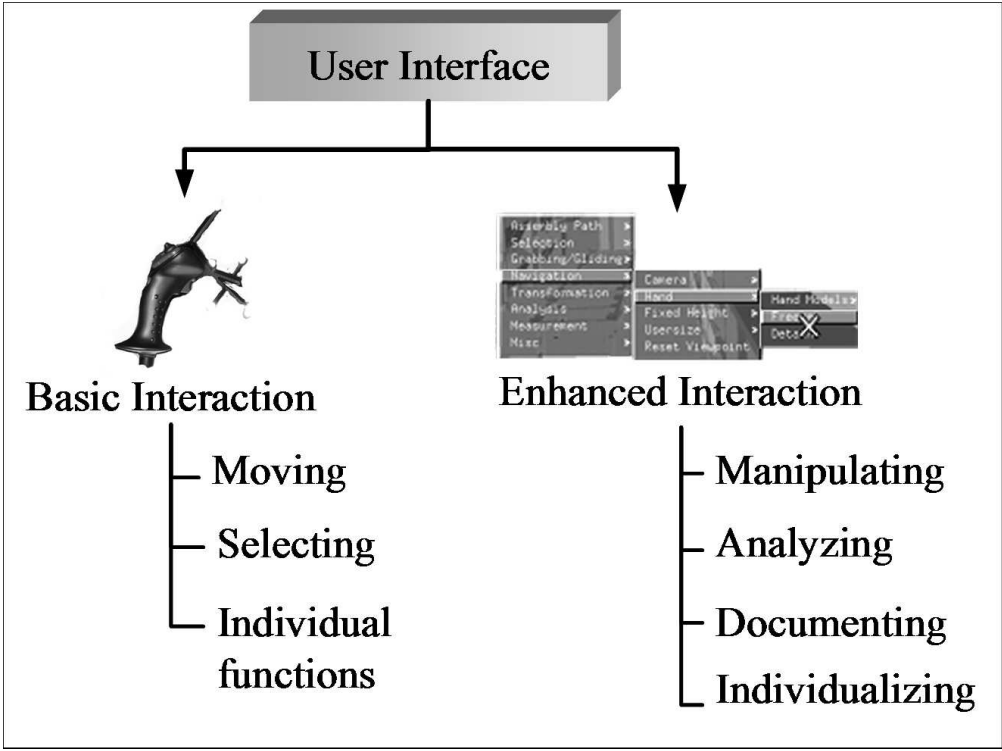 User Interface
Assembly Path
Selection
Grabbing/Gliding
Navigation
Transformation
Analysis
Measurement
Misc
Camera
Hand
Fixed Height
Usersize
Reset Viewpoint
Hand Models
Basic Interaction
Moving
Selecting
Individual
functions
Enhanced Interaction
Manipulating
Analyzing
Documenting
Individualizing